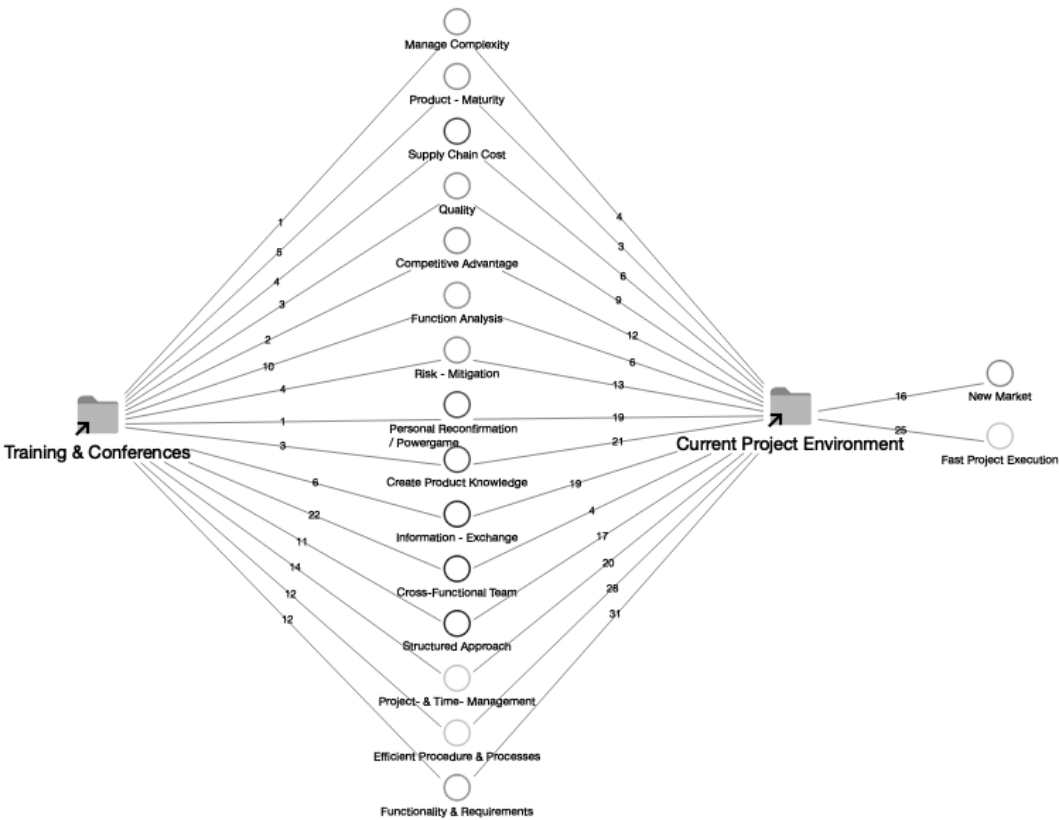 Manage Complexity
Product - Maturity
Supply Chain Cost
Quality
Competitive Advantage
Function Analysis
Risk - Mitigation
Personal Reconfirmation
/ Powergame
Create Product Knowledge
Information - Exchange
Cross-Functional Team
Structured Approach
Project- & Time- Management
Efficient Procedure & Processes
Functionality & Requirements
Training & Conferences
1
5
4
3
2
10
4
1
3
6
22
11
14
12
12
4
3
6
9
12
6
13
19
21
19
4
17
20
28
31
Current Project Environment
16
25
New Market
Fast Project Execution